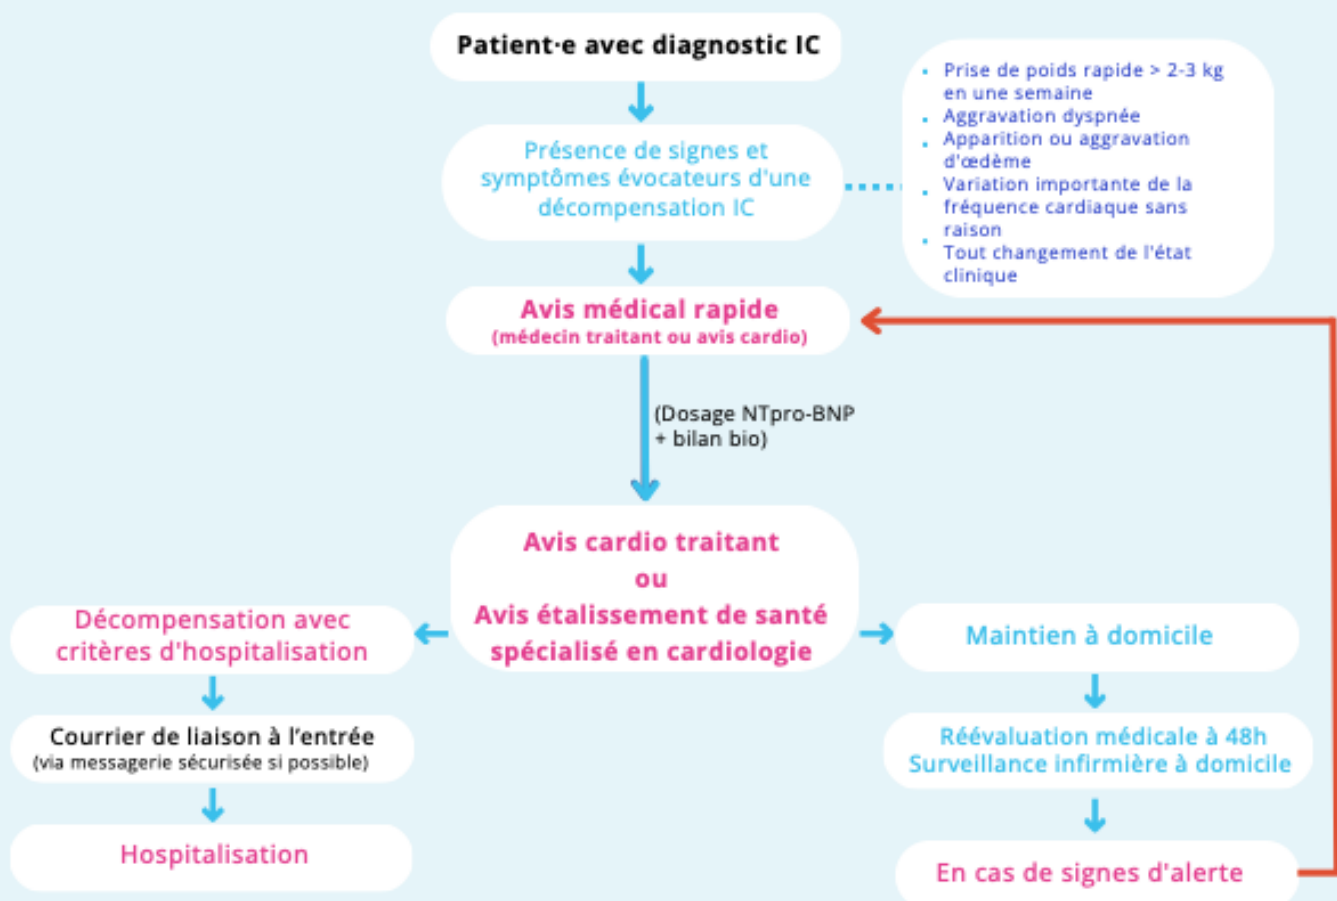 Patient·e avec diagnostic IC
Présence de signes et
symptômes évocateurs d'une
décompensation IC
• Prise de poids rapide > 2-3 kg
en une semaine
• Aggravation dyspnée
• Apparition ou aggravation
d'œdème
• Variation importante de la
fréquence cardiaque sans
raison
• Tout changement de l'état
clinique
Avis médical rapide
(médecin traitant ou avis cardio)
(Dosage NTpro-BNP
+ bilan bio)
Avis cardio traitant
ou
Avis étalissement de santé
spécialisé en cardiologie
Décompensation avec
critères d'hospitalisation
Courrier de liaison à l’entrée
(via messagerie sécurisée si possible)
Hospitalisation
Maintien à domicile
Réévaluation médicale à 48h
Surveillance infirmière à domicile
En cas de signes d'alerte